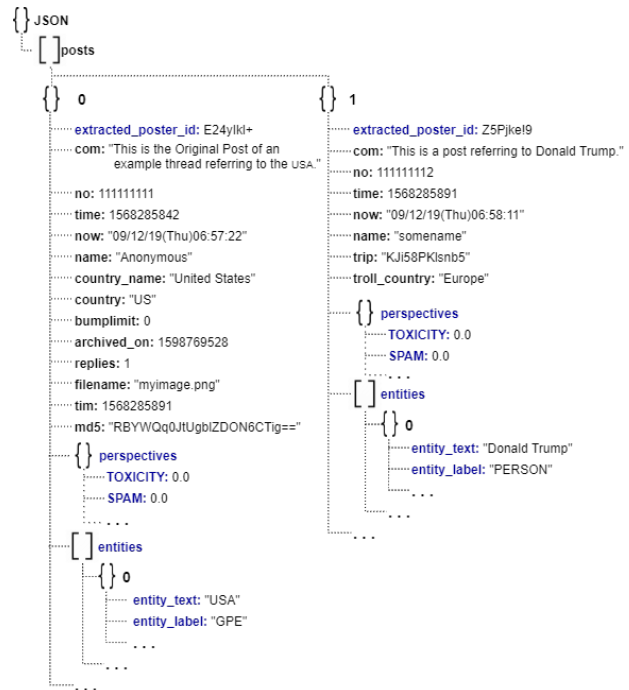 {} JSON
[ ] posts
{} 0
extracted_poster_id: E24ylkl+
com: "This is the Original Post of an
example thread referring to the USA."
no: 111111111
time: 1568285842
now: "09/12/19(Thu)06:57:22"
name: "Anonymous"
country_name: "United States"
country: "US"
bumplimit: 0
archived_on: 1598769528
replies: 1
filename: "myimage.png"
tim: 1568285891
md5: "RBYWQq0JtUgblZDON6CTig=="
{} perspectives
TOXICITY: 0.0
SPAM: 0.0
...
[ ] entities
{} 0
entity_text: "USA"
entity_label: "GPE"
...
...
...
{} 1
extracted_poster_id: Z5Pjkel9
com: "This is a post referring to Donald Trump."
no: 111111112
time: 1568285891
now: "09/12/19(Thu)06:58:11"
name: "somename"
trip: "KJi58PKlsnb5"
troll_country: "Europe"
{} perspectives
TOXICITY: 0.0
SPAM: 0.0
...
[ ] entities
{} 0
entity_text: "Donald Trump"
entity_label: "PERSON"
...
...
...